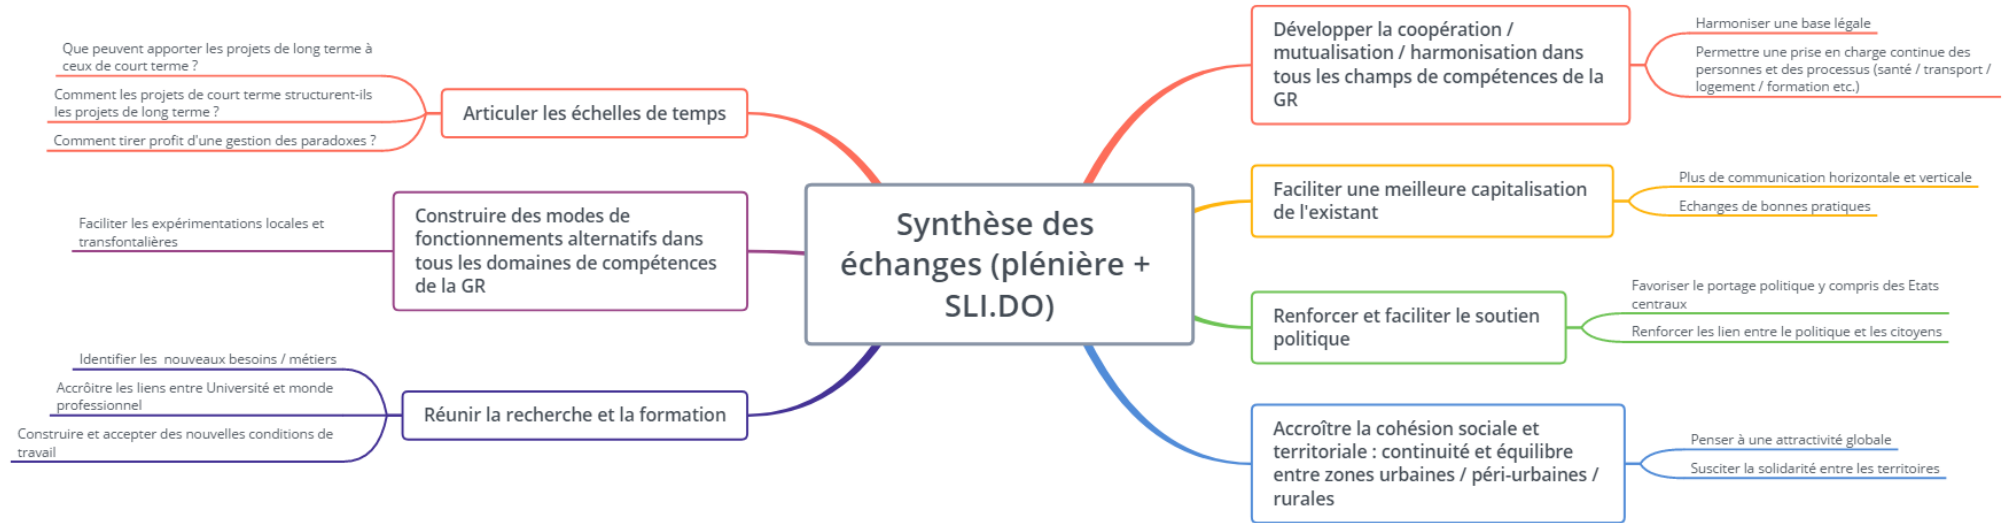 Synthèse des
échanges (plénière +
SLI.DO)
Développer la coopération /
mutualisation / harmonisation dans
tous les champs de compétences de la
GR
Harmoniser une base légale
Permettre une prise en charge continue des
personnes et des processus (santé / transport /
logement / formation etc.)
Faciliter une meilleure capitalisation
de l'existant
Plus de communication horizontale et verticale
Echanges de bonnes pratiques
Renforcer et faciliter le soutien
politique
Favoriser le portage politique y compris des Etats
centraux
Renforcer les lien entre le politique et les citoyens
Accroître la cohésion sociale et
territoriale : continuité et équilibre
entre zones urbaines / péri-urbaines /
rurales
Penser à une attractivité globale
Susciter la solidarité entre les territoires
Articuler les échelles de temps
Que peuvent apporter les projets de long terme à
ceux de court terme ?
Comment les projets de court terme structurent-ils
les projets de long terme ?
Comment tirer profit d'une gestion des paradoxes ?
Construire des modes de
fonctionnements alternatifs dans
tous les domaines de compétences
de la GR
Faciliter les expérimentations locales et
transfontalières
Réunir la recherche et la formation
Identifier les  nouveaux besoins / métiers
Accrôitre les liens entre Université et monde
professionnel
Construire et accepter des nouvelles conditions de
travail